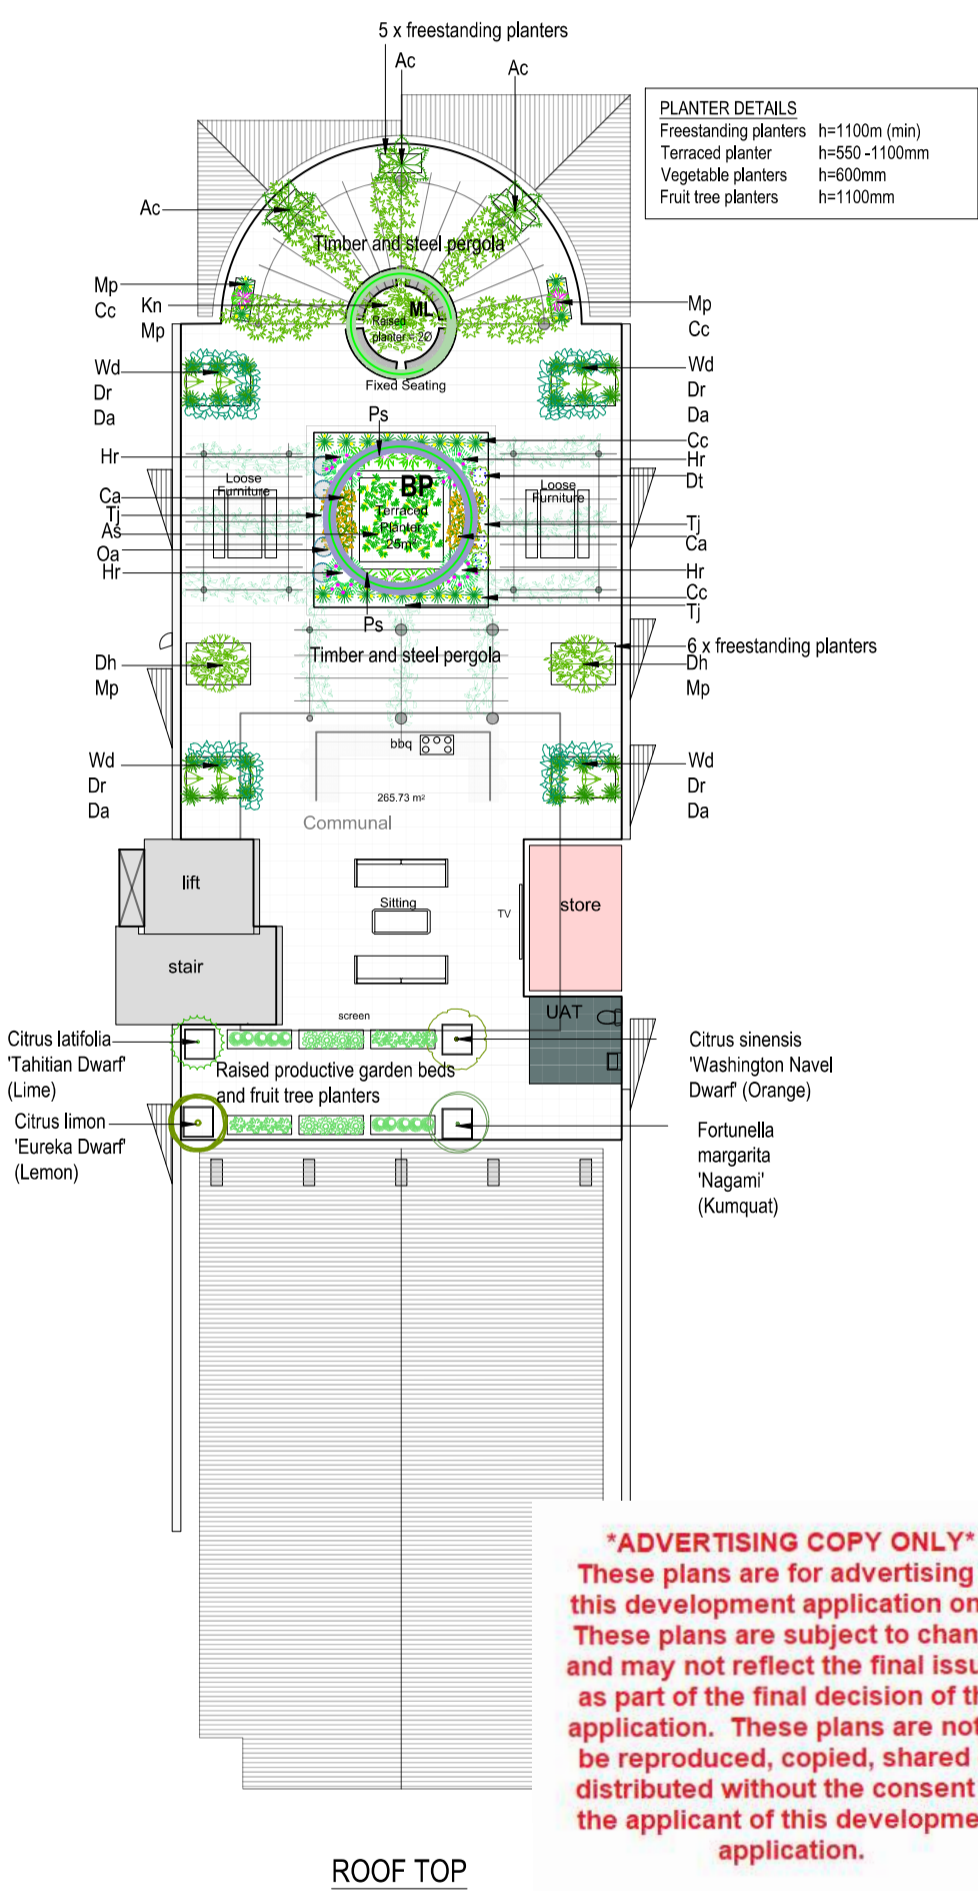 5 x freestanding planters
Ac
Ac
PLANTER DETAILS
Freestanding planters h=1100m (min)
Terraced planter h=550 -1100mm
Vegetable planters h=600mm
Fruit tree planters h=1100mm
Ac
Timber and steel pergola
Mp
Cc
Kn
Mp
ML
Raised
planter - 2Ø
Mp
Cc
Fixed Seating
Wd
Dr
Da
Wd
Dr
Da
Ps
Hr
Cc
Hr
Dt
Loose
Furniture
Loose
Furniture
BP
Terraced
Planter
25m²
Ca
Tj
As
Oa
Hr
Tj
Ca
Hr
Cc
Tj
Ps
Timber and steel pergola
6 x freestanding planters
Dh
Mp
Dh
Mp
bbq
Wd
Dr
Da
Wd
Dr
Da
265.73 m²
Communal
lift
Sitting
TV
store
stair
screen
UAT
Citrus latifolia
'Tahitian Dwarf'
(Lime)
Citrus sinensis
'Washington Navel
Dwarf' (Orange)
Raised productive garden beds
and fruit tree planters
Citrus limon
'Eureka Dwarf'
(Lemon)
Fortunella
margarita
'Nagami'
(Kumquat)
*ADVERTISING COPY ONLY*
These plans are for advertising
this development application on
These plans are subject to chan
and may not reflect the final issu
as part of the final decision of th
application. These plans are not
be reproduced, copied, shared
distributed without the consent
the applicant of this developme
application.
ROOF TOP